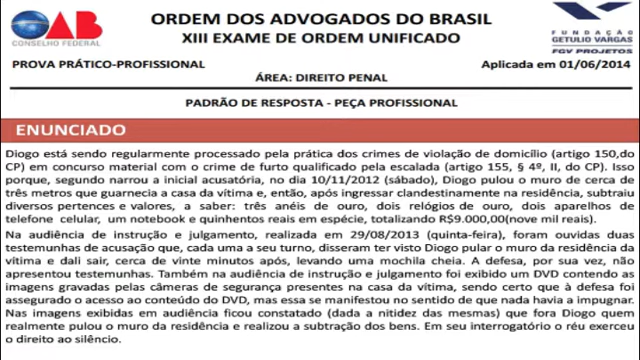 OAB
CONSELHO FEDERAL
ORDEM DOS ADVOGADOS DO BRASIL
XIII EXAME DE ORDEM UNIFICADO
FUNDAÇÃO
GETULIO VARGAS
FGV PROJETOS
PROVA PRÁTICO-PROFISSIONAL
Aplicada em 01/06/2014
ÁREA: DIREITO PENAL
PADRÃO DE RESPOSTA - PEÇA PROFISSIONAL
ENUNCIADO
Diogo está sendo regularmente processado pela prática dos crimes de violação de domicílio (artigo 150,do
CP) em concurso material com o crime de furto qualificado pela escalada (artigo 155, § 4º, II, do CP). Isso
porque, segundo narrou a inicial acusatória, no dia 10/11/2012 (sábado), Diogo pulou o muro de cerca de
três metros que guarnecia a casa da vítima e, então, após ingressar clandestinamente na residência, subtraiu
diversos pertences e valores, a saber: três anéis de ouro, dois relógios de ouro, dois aparelhos de
telefone celular, um notebook e quinhentos reais em espécie, totalizando R$9.000,00(nove mil reais).
Na audiência de instrução e julgamento, realizada em 29/08/2013 (quinta-feira), foram ouvidas duas
testemunhas de acusação que, cada uma a seu turno, disseram ter visto Diogo pular o muro da residência da
vítima e dali sair, cerca de vinte minutos após, levando uma mochila cheia. A defesa, por sua vez, não
apresentou testemunhas. Também na audiência de instrução e julgamento foi exibido um DVD contendo as
imagens gravadas pelas câmeras de segurança presentes na casa da vítima, sendo certo que à defesa foi
assegurado o acesso ao conteúdo do DVD, mas essa se manifestou no sentido de que nada havia a impugnar.
Nas imagens exibidas em audiência ficou constatado (dada a nitidez das mesmas) que fora Diogo quem
realmente pulou o muro da residência e realizou a subtração dos bens. Em seu interrogatório o réu exerceu
o direito ao silêncio.